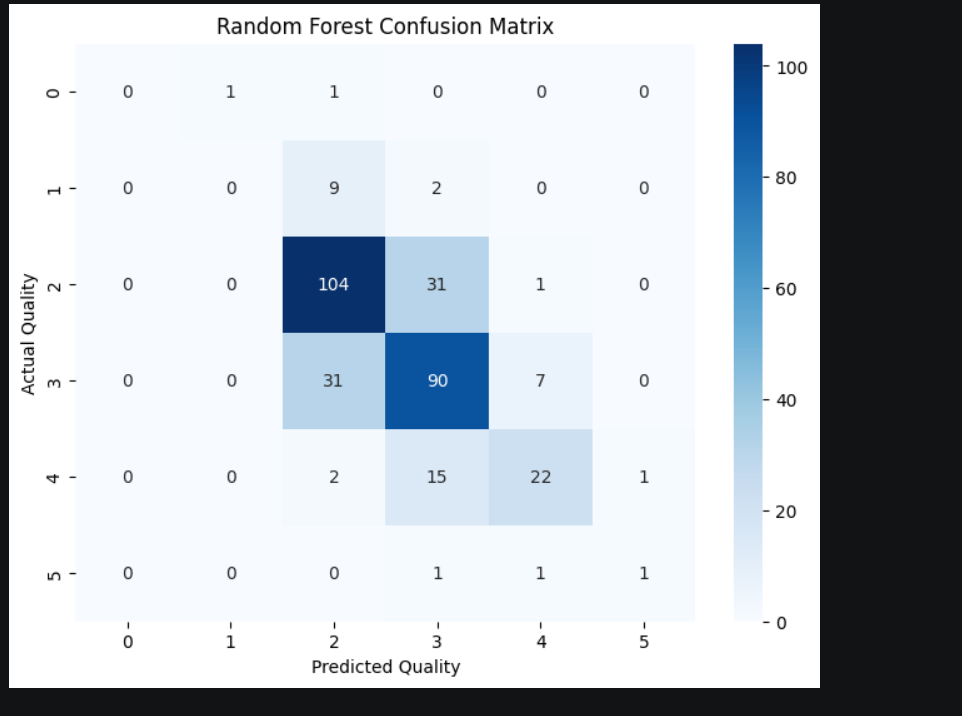 Random Forest Confusion Matrix
0 0 1 1 0 0 0
1 0 0 9 2 0 0
2 0 0 104 31 1 0
3 0 0 31 90 7 0
4 0 0 2 15 22 1
5 0 0 0 1 1 1
0 1 2 3 4 5
Predicted Quality
Actual Quality
100
80
60
40
20
0